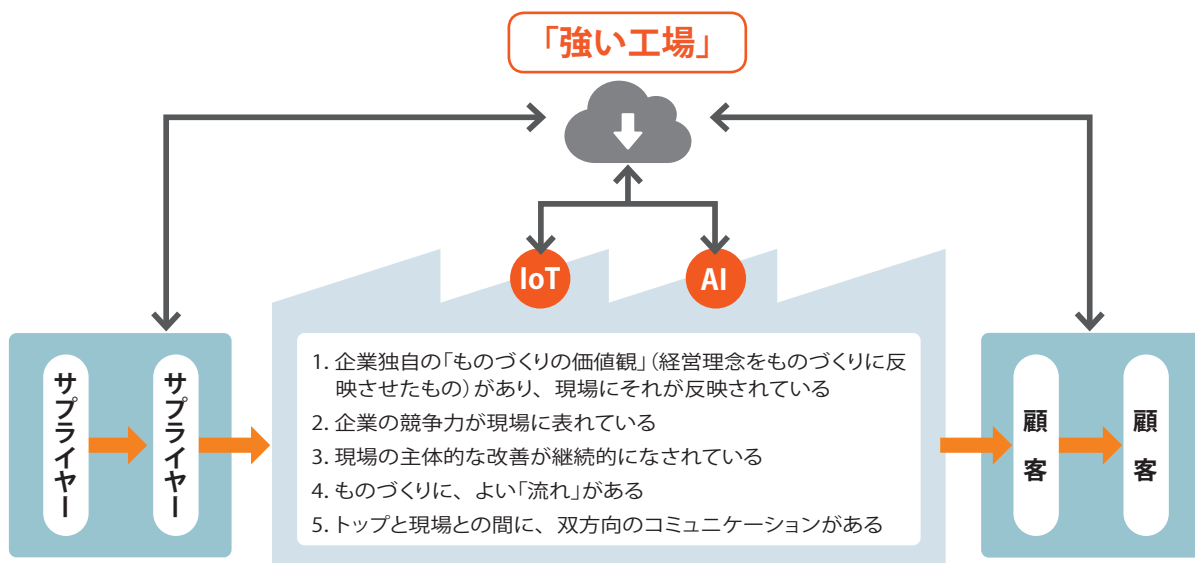 「強い工場」
IoT
AI
サプライヤー
サプライヤー
1. 企業独自の「ものづくりの価値観」(経営理念をものづくりに反
映させたもの)があり、現場にそれが反映されている
2. 企業の競争力が現場に表れている
3. 現場の主体的な改善が継続的になされている
4. ものづくりに、よい「流れ」がある
5. トップと現場との間に、双方向のコミュニケーションがある
顧客
顧客